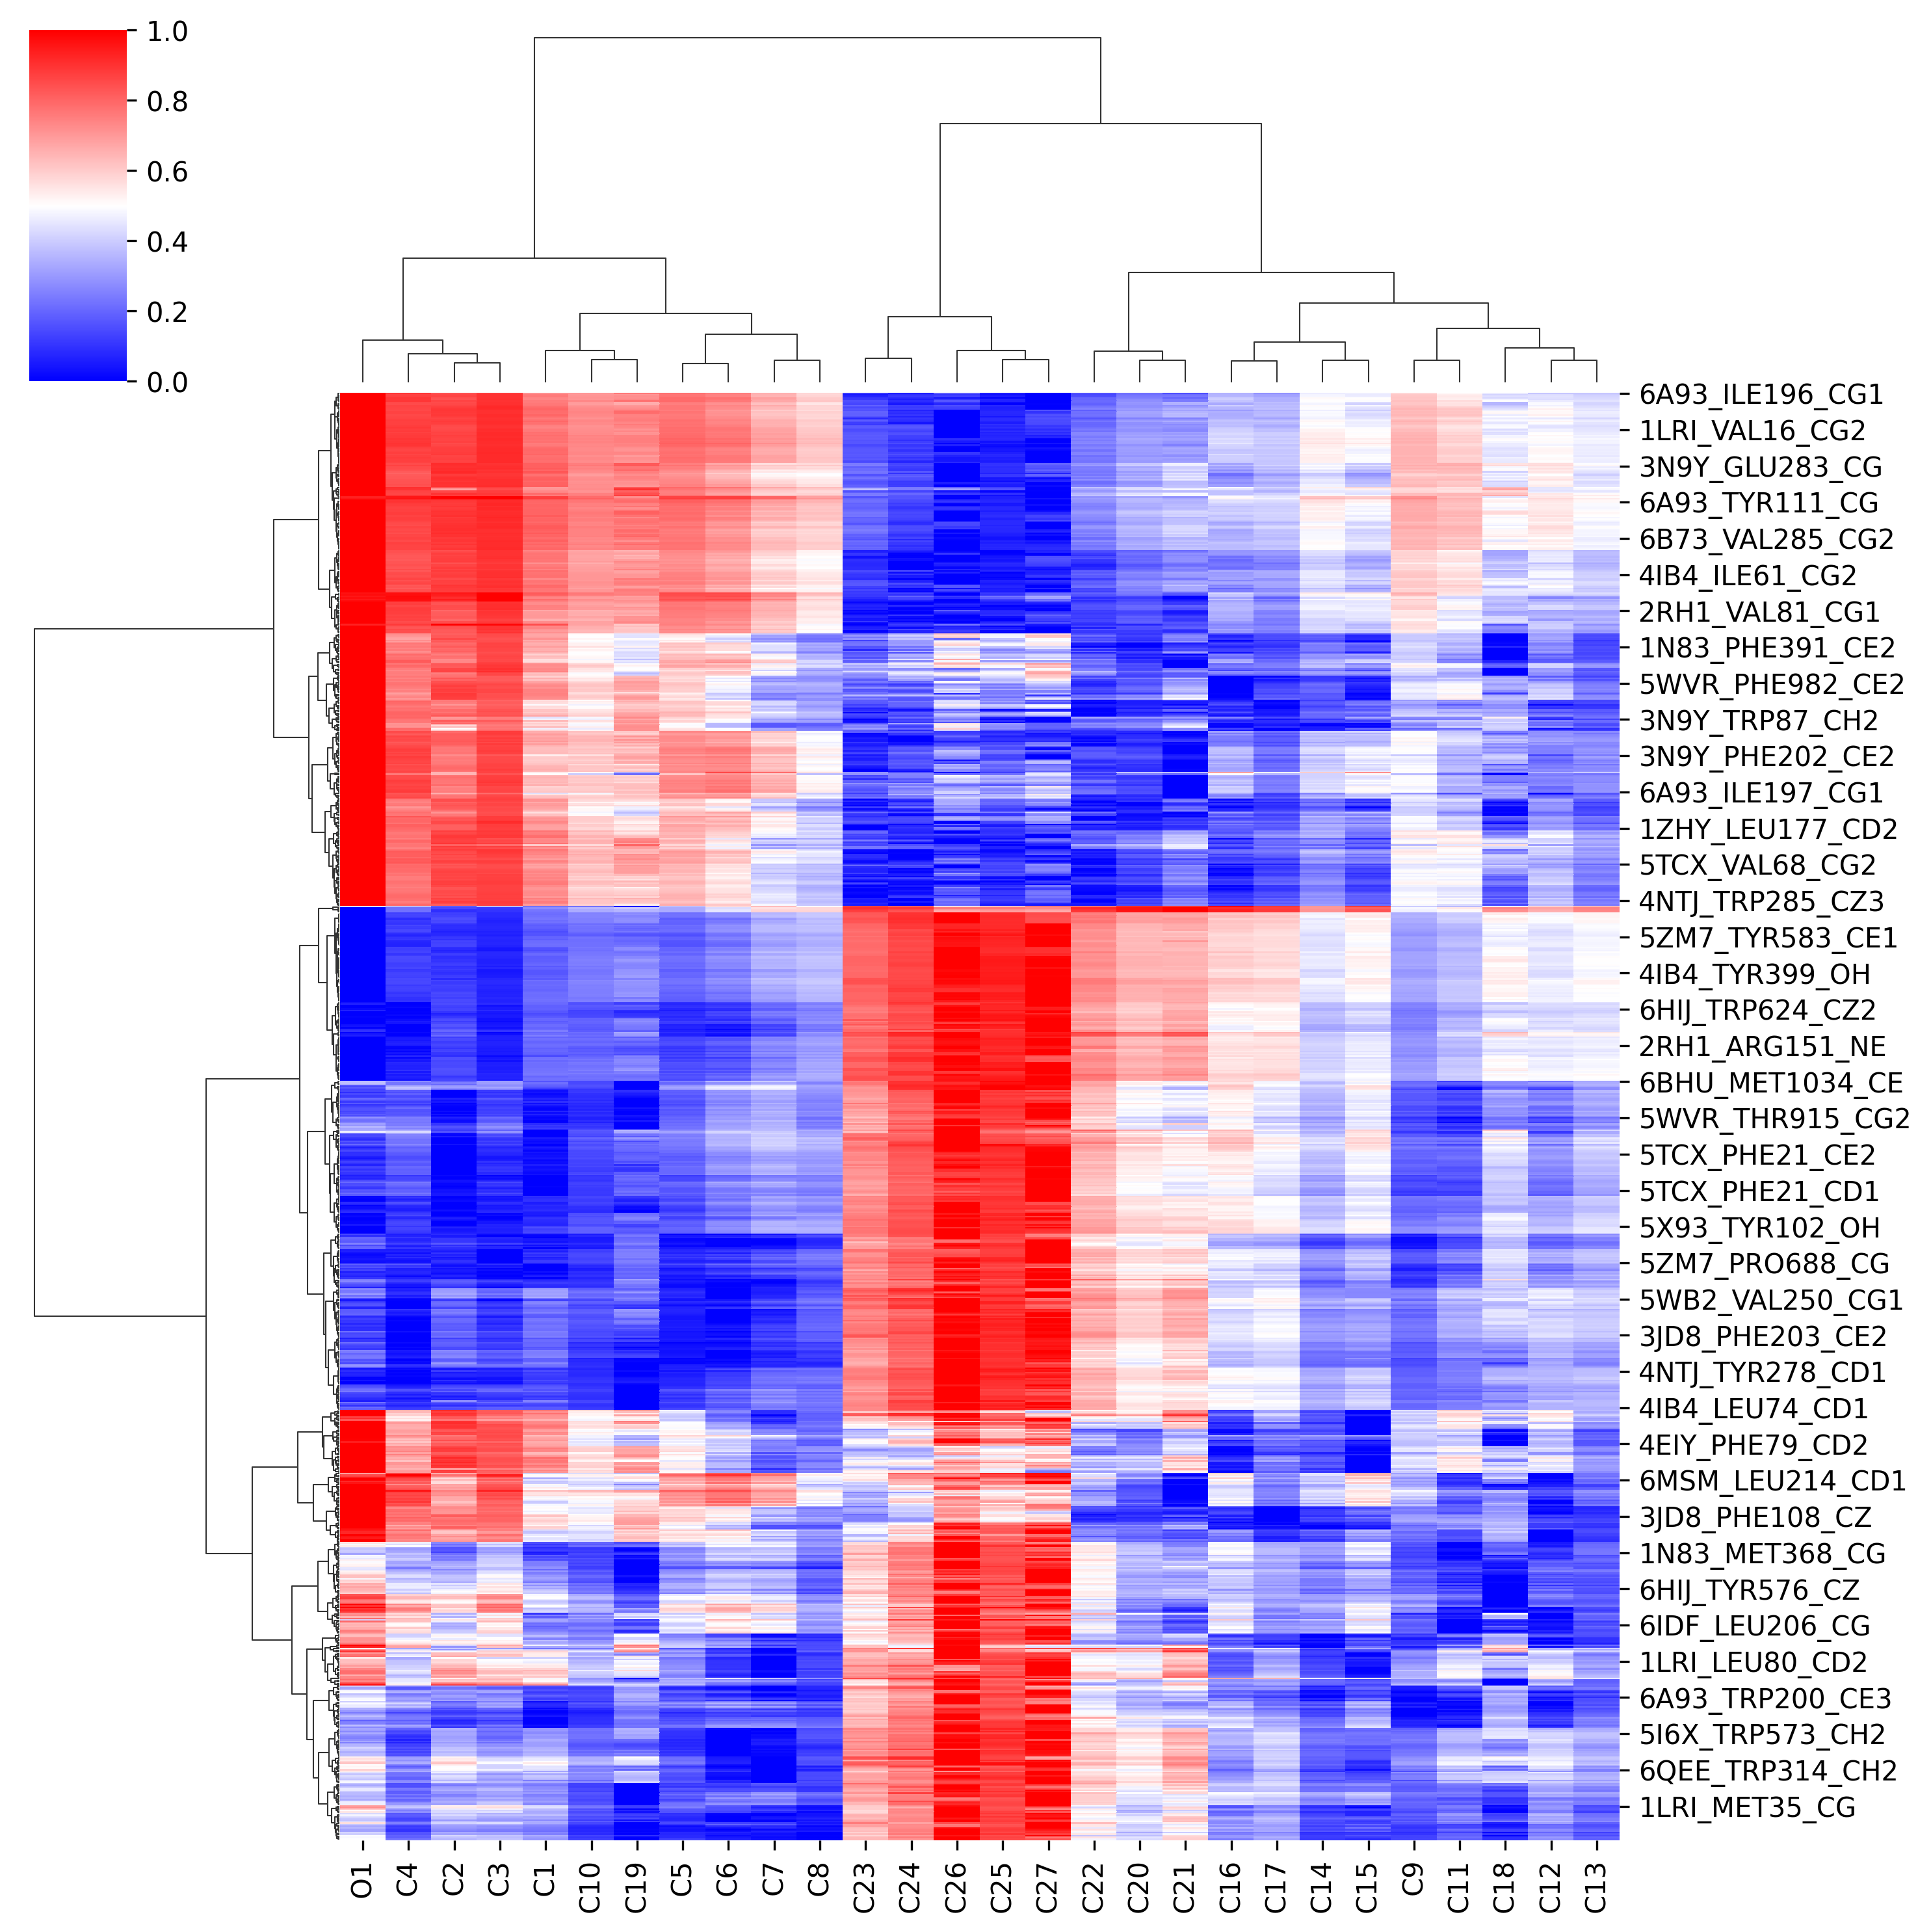 1.0
0.8
0.6
0.4
0.2
0.0
6A93_ILE196_CG1
1LRI_VAL16_CG2
3N9Y_GLU283_CG
6A93_TYR111_CG
6B73_VAL285_CG2
4IB4_ILE61_CG2
2RH1_VAL81_CG1
1N83_PHE391_CE2
5WVR_PHE982_CE2
3N9Y_TRP87_CH2
3N9Y_PHE202_CE2
6A93_ILE197_CG1
1ZHY_LEU177_CD2
5TCX_VAL68_CG2
4NTJ_TRP285_CZ3
5ZM7_TYR583_CE1
4IB4_TYR399_OH
6HIJ_TRP624_CZ2
2RH1_ARG151_NE
6BHU_MET1034_CE
5WVR_THR915_CG2
5TCX_PHE21_CE2
5TCX_PHE21_CD1
5X93_TYR102_OH
5ZM7_PRO688_CG
5WB2_VAL250_CG1
3JD8_PHE203_CE2
4NTJ_TYR278_CD1
4IB4_LEU74_CD1
4EIY_PHE79_CD2
6MSM_LEU214_CD1
3JD8_PHE108_CZ
1N83_MET368_CG
6HIJ_TYR576_CZ
6IDF_LEU206_CG
1LRI_LEU80_CD2
6A93_TRP200_CE3
5I6X_TRP573_CH2
6QEE_TRP314_CH2
1LRI_MET35_CG
O1 C4 C2 C3 C1 C10 C19 C5 C6 C7 C8 C23 C24 C26 C25 C27 C22 C20 C21 C16 C17 C14 C15 C9 C11 C18 C12 C13